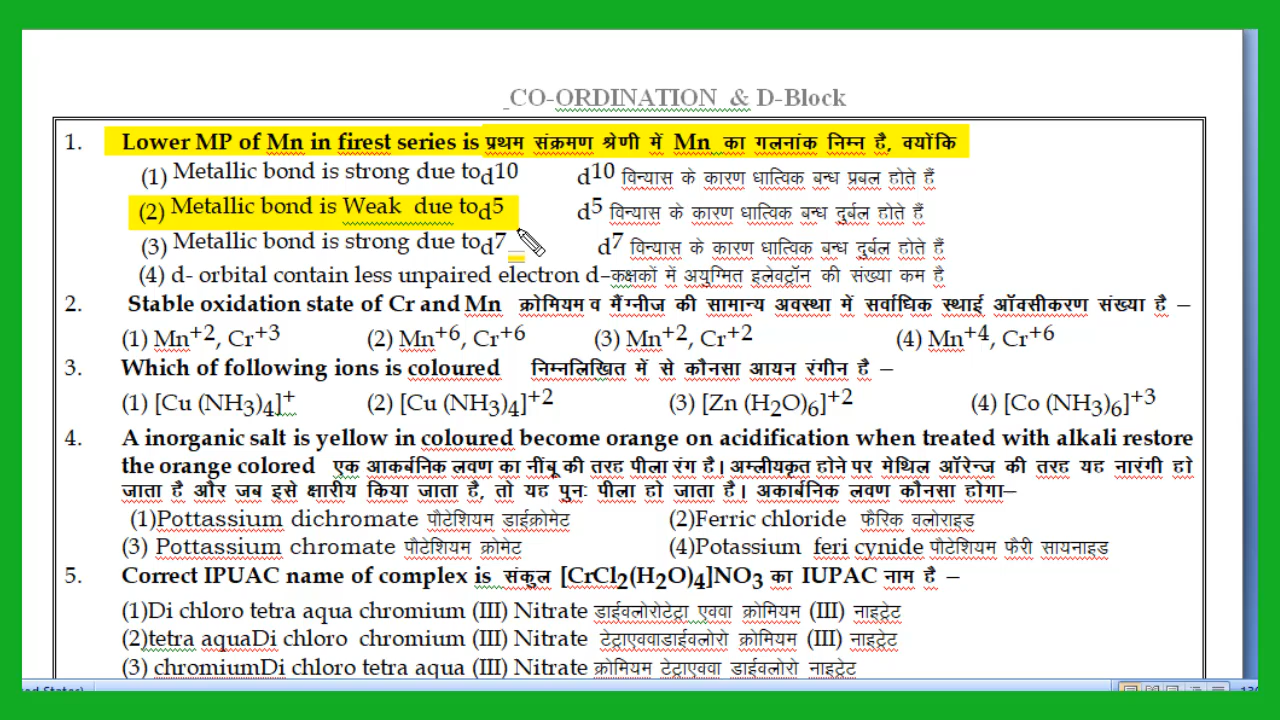 _CO-ORDINATION & D-Block
1. Lower MP of Mn in firest series is प्रथम संक्रमण श्रेणी में Mn का गलनांक निम्न है, क्योंकि
(1) Metallic bond is strong due tod10 d10 विन्यास के कारण धात्विक बन्ध प्रबल होते हैं
(2) Metallic bond is Weak due tod5 d5 विन्यास के कारण धात्विक बन्ध दुर्बल होते हैं
(3) Metallic bond is strong due tod7 d7 विन्यास के कारण धात्विक बन्ध दुर्बल होते हैं
(4) d- orbital contain less unpaired electron d–कक्षकों में अयुग्मित इलेक्ट्रॉन की संख्या कम है
2. Stable oxidation state of Cr and Mn क्रोमियम व मैंग्नीज की सामान्य अवस्था में सर्वाधिक स्थाई ऑक्सीकरण संख्या है –
(1) Mn+2, Cr+3 (2) Mn+6, Cr+6 (3) Mn+2, Cr+2 (4) Mn+4, Cr+6
3. Which of following ions is coloured निम्नलिखित में से कौनसा आयन रंगीन है –
(1) [Cu (NH3)4]+ (2) [Cu (NH3)4]+2 (3) [Zn (H2O)6]+2 (4) [Co (NH3)6]+3
4. A inorganic salt is yellow in coloured become orange on acidification when treated with alkali restore
the orange colored एक आकर्बनिक लवण का नींबू की तरह पीला रंग है। अम्लीयकृत होने पर मेथिल ऑरेन्ज की तरह यह नारंगी हो
जाता है और जब इसे क्षारीय किया जाता है, तो यह पुनः पीला हो जाता है। अकार्बनिक लवण कौनसा होगा–
(1)Pottassium dichromate पौटेशियम डाईक्रोमेट (2)Ferric chloride फैरिक क्लोराइड
(3) Pottassium chromate पौटेशियम क्रोमेट (4)Potassium feri cynide पौटेशियम फैरी सायनाइड
5. Correct IPUAC name of complex is संकुल [CrCl2(H2O)4]NO3 का IUPAC नाम है –
(1)Di chloro tetra aqua chromium (III) Nitrate डाईक्लोरोटेट्रा एक्वा क्रोमियम (III) नाइट्रेट
(2)tetra aquaDi chloro chromium (III) Nitrate टेट्राएक्वाडाईक्लोरो क्रोमियम (III) नाइट्रेट
(3) chromiumDi chloro tetra aqua (III) Nitrate क्रोमियम टेट्राएक्वा डाईक्लोरो नाइट्रेट